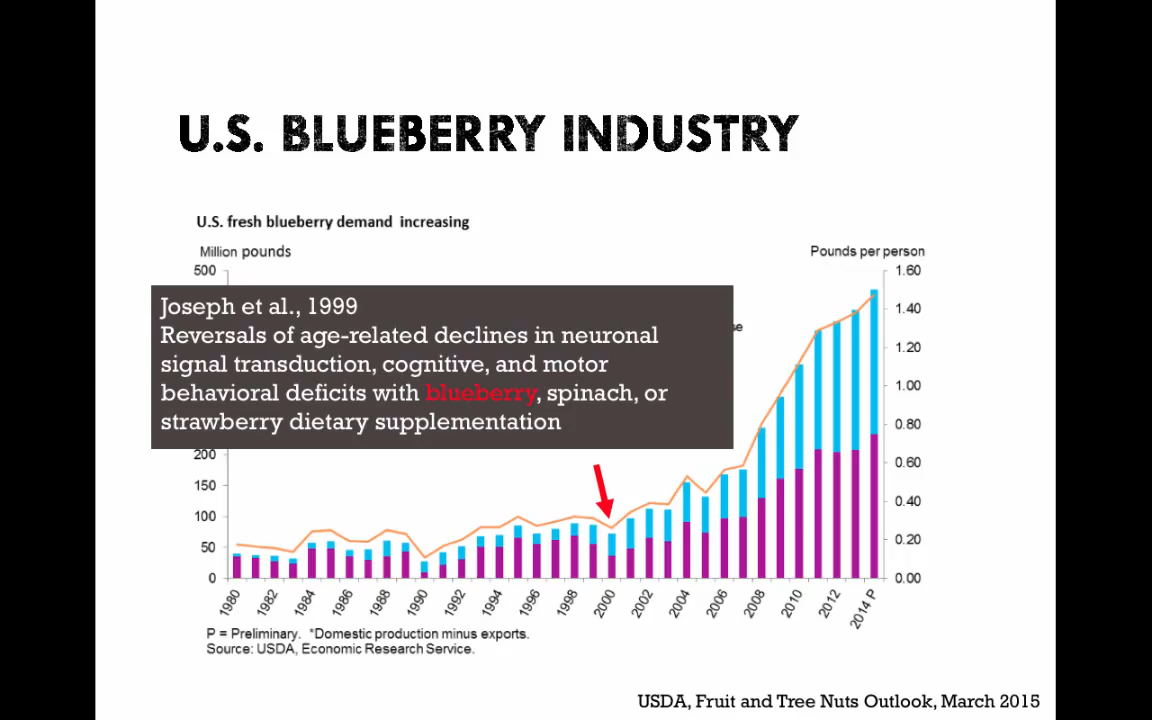 U.S. BLUEBERRY INDUSTRY
U.S. fresh blueberry demand increasing
Million pounds
Pounds per person
500
1.60
Joseph et al., 1999
Reversals of age-related declines in neuronal
signal transduction, cognitive, and motor
behavioral deficits with blueberry, spinach, or
strawberry dietary supplementation
1.40
1.20
1.00
0.80
200
0.60
150
0.40
100
0.20
50
0.00
0
1980
1982
1984
1986
1988
1990
1992
1994
1996
1998
2000
2002
2004
2006
2008
2010
2012
2014 P
P = Preliminary. *Domestic production minus exports.
Source: USDA, Economic Research Service.
USDA, Fruit and Tree Nuts Outlook, March 2015